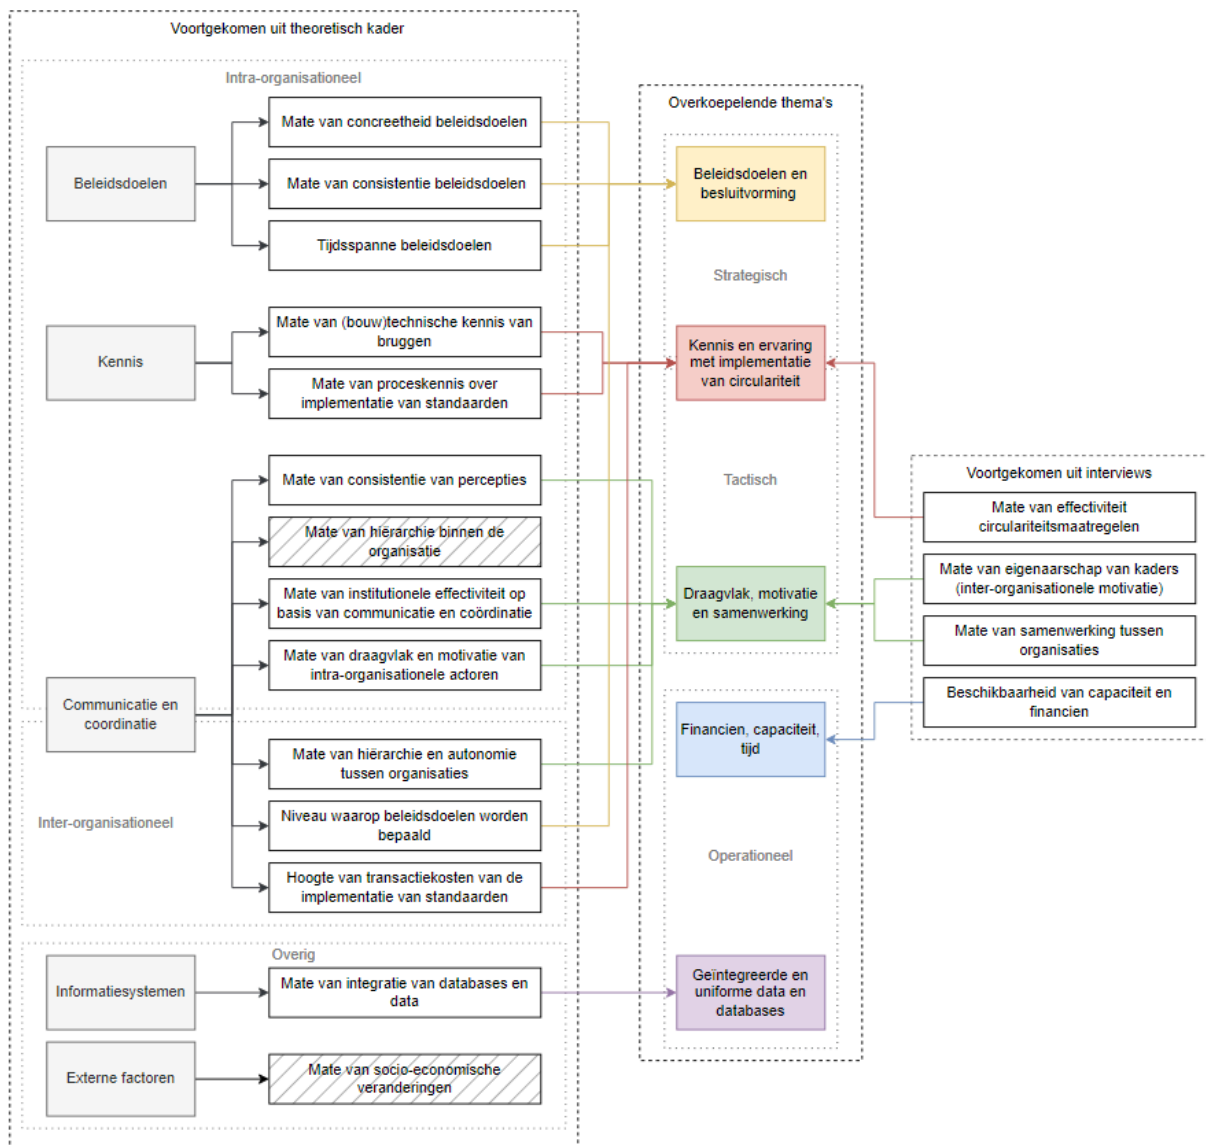 Voortgekomen uit theoretisch kader
Intra-organisationeel
Beleidsdoelen
Mate van concreetheid beleidsdoelen
Mate van consistentie beleidsdoelen
Tijdsspanne beleidsdoelen
Kennis
Mate van (bouw)technische kennis van
bruggen
Mate van proceskennis over
implementatie van standaarden
Communicatie en
coordinatie
Mate van consistentie van percepties
Mate van hiërarchie binnen de
organisatie
Mate van institutionele effectiviteit op
basis van communicatie en coördinatie
Mate van draagvlak en motivatie van
intra-organisationele actoren
Inter-organisationeel
Mate van hiërarchie en autonomie
tussen organisaties
Niveau waarop beleidsdoelen worden
bepaald
Hoogte van transactiekosten van de
implementatie van standaarden
Overig
Informatiesystemen
Mate van integratie van databases en
data
Externe factoren
Mate van socio-economische
veranderingen
Overkoepelende thema's
Beleidsdoelen en
besluitvorming
Strategisch
Kennis en ervaring
met implementatie
van circulariteit
Tactisch
Draagvlak, motivatie
en samenwerking
Financien, capaciteit,
tijd
Operationeel
Geïntegreerde en
uniforme data en
databases
Voortgekomen uit interviews
Mate van effectiviteit
circulariteitsmaatregelen
Mate van eigenaarschap van kaders
(inter-organisationele motivatie)
Mate van samenwerking tussen
organisaties
Beschikbaarheid van capaciteit en
financien